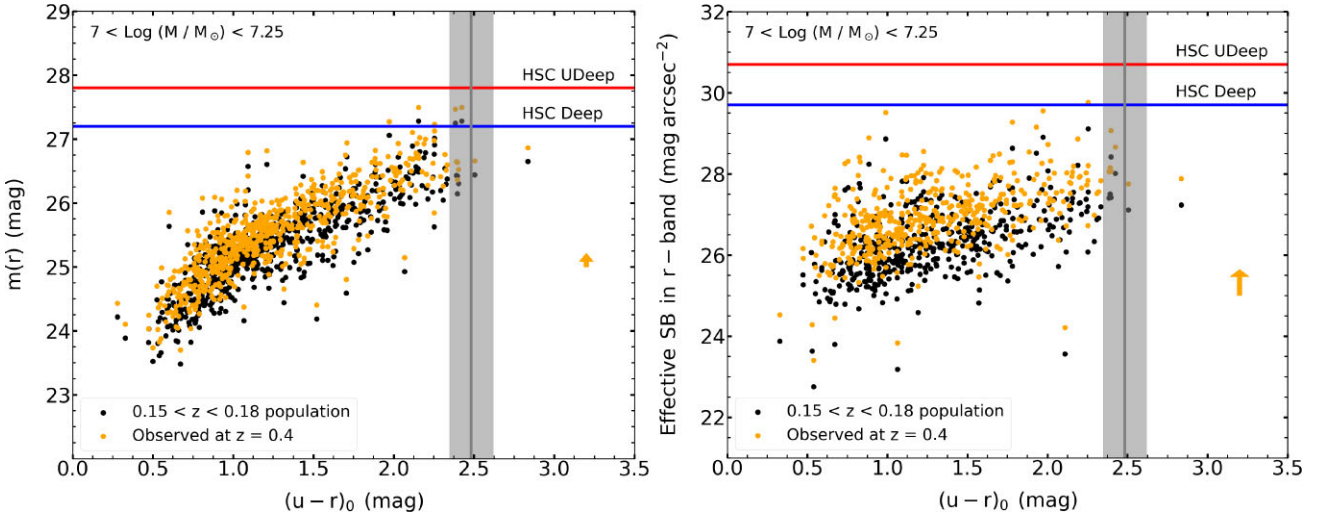 7 < Log (M / M⊙) < 7.25
HSC UDeep
HSC Deep
0.15 < z < 0.18 population
Observed at z = 0.4
m(r) (mag)
29
28
27
26
25
24
23
0.0 0.5 1.0 1.5 2.0 2.5 3.0 3.5
(u − r)₀ (mag)
7 < Log (M / M⊙) < 7.25
HSC UDeep
HSC Deep
0.15 < z < 0.18 population
Observed at z = 0.4
Effective SB in r − band (mag arcsec⁻²)
32
30
28
26
24
22
0.0 0.5 1.0 1.5 2.0 2.5 3.0 3.5
(u − r)₀ (mag)